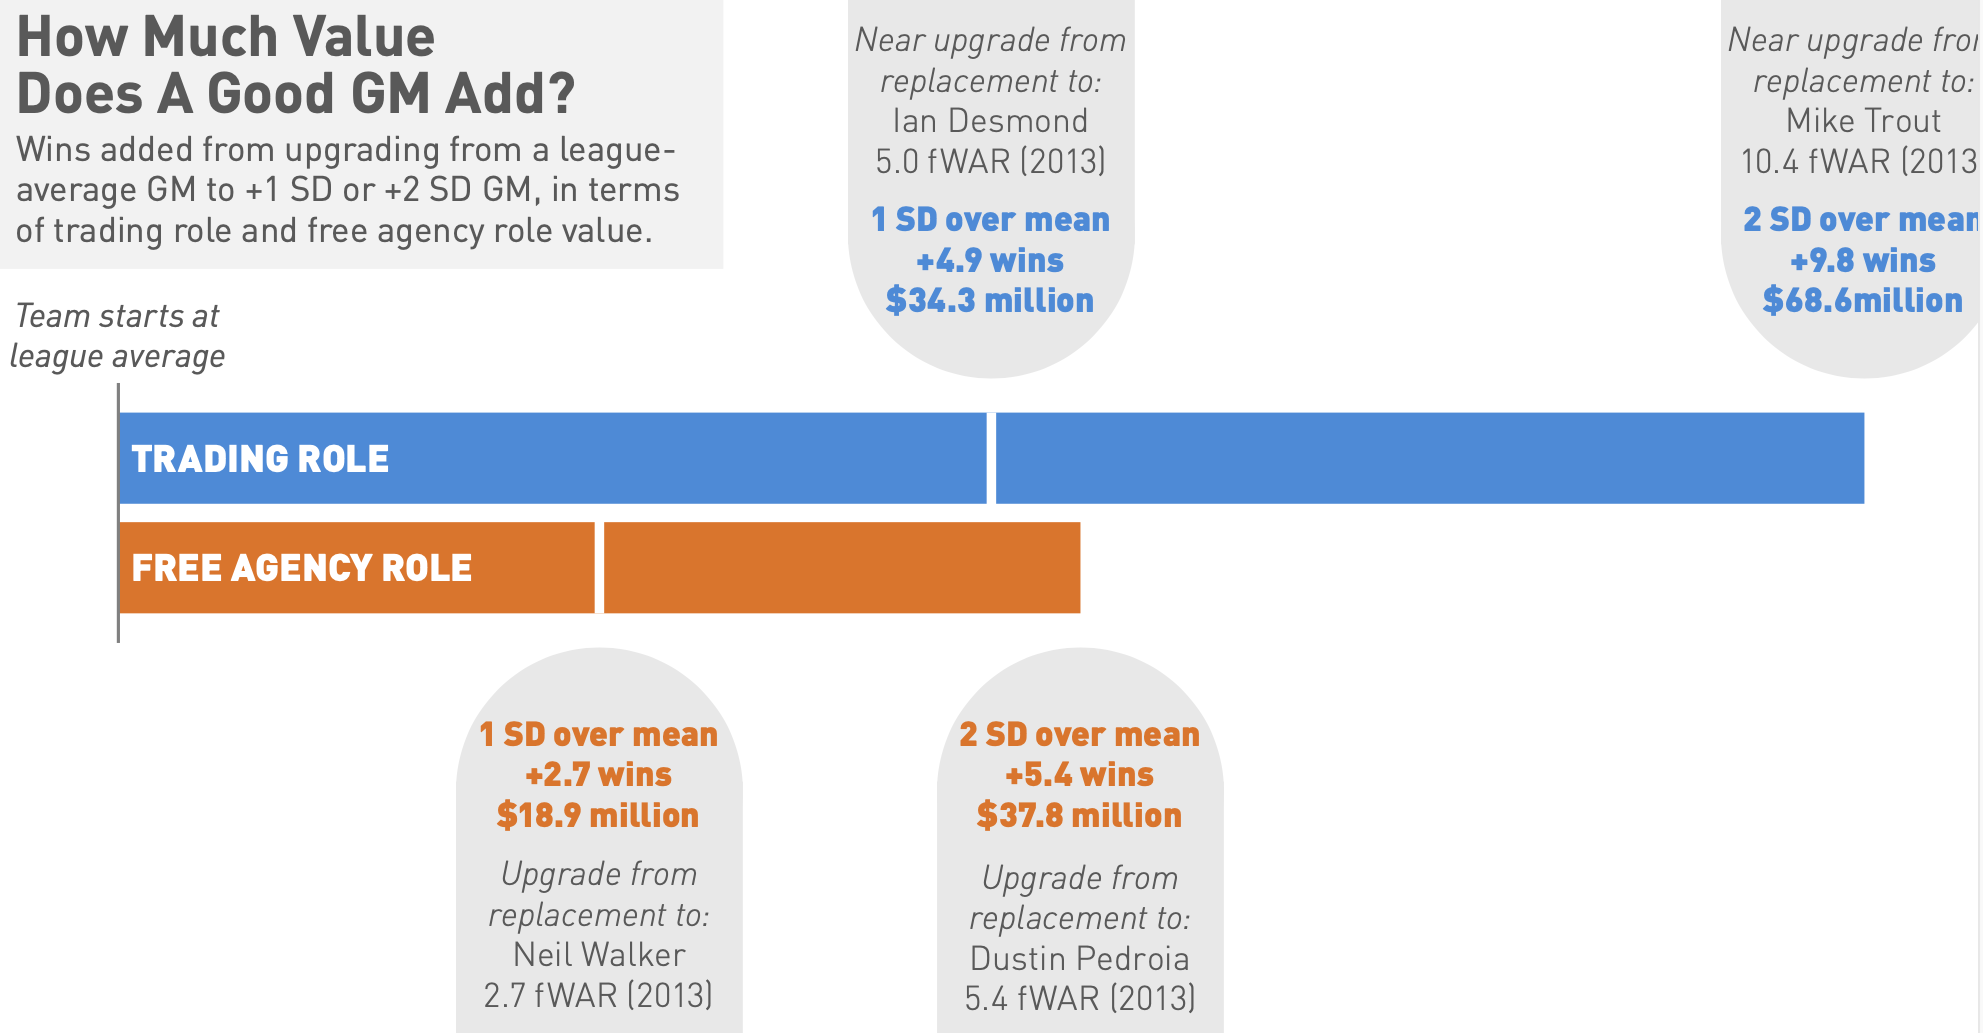 How Much Value
Does A Good GM Add?
Wins added from upgrading from a league-
average GM to +1 SD or +2 SD GM, in terms
of trading role and free agency role value.
Near upgrade from
replacement to:
Ian Desmond
5.0 fWAR (2013)
1 SD over mean
+4.9 wins
$34.3 million
Near upgrade
replacement to:
Mike Trout
10.4 fWAR (2013
2 SD over mean
+9.8 wins
$68.6million
Team starts at
league average
TRADING ROLE
FREE AGENCY ROLE
1 SD over mean
+2.7 wins
$18.9 million
Upgrade from
replacement to:
Neil Walker
2.7 fWAR (2013)
2 SD over mean
+5.4 wins
$37.8 million
Upgrade from
replacement to:
Dustin Pedroia
5.4 fWAR (2013)